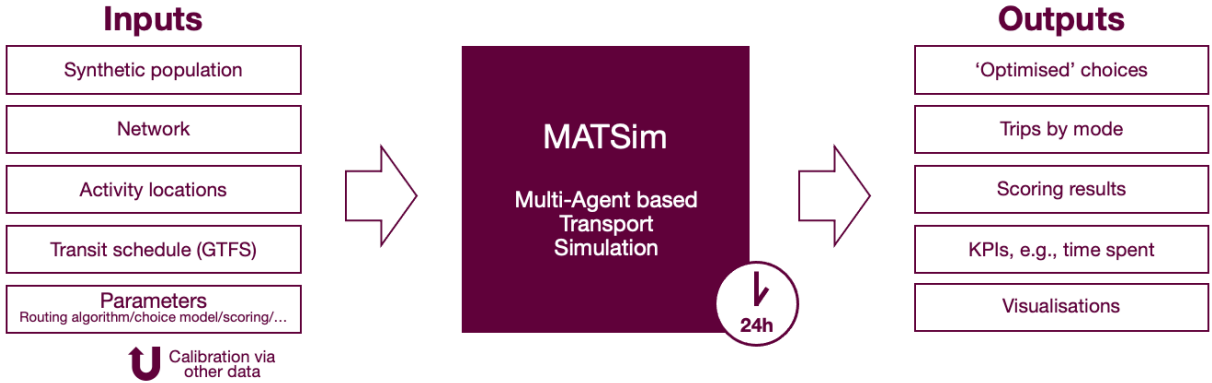 Inputs
Synthetic population
Network
Activity locations
Transit schedule (GTFS)
Parameters
Routing algorithm/choice model/scoring/...
Calibration via
other data
MATSim
Multi-Agent based
Transport
Simulation
24h
Outputs
‘Optimised’ choices
Trips by mode
Scoring results
KPIs, e.g., time spent
Visualisations